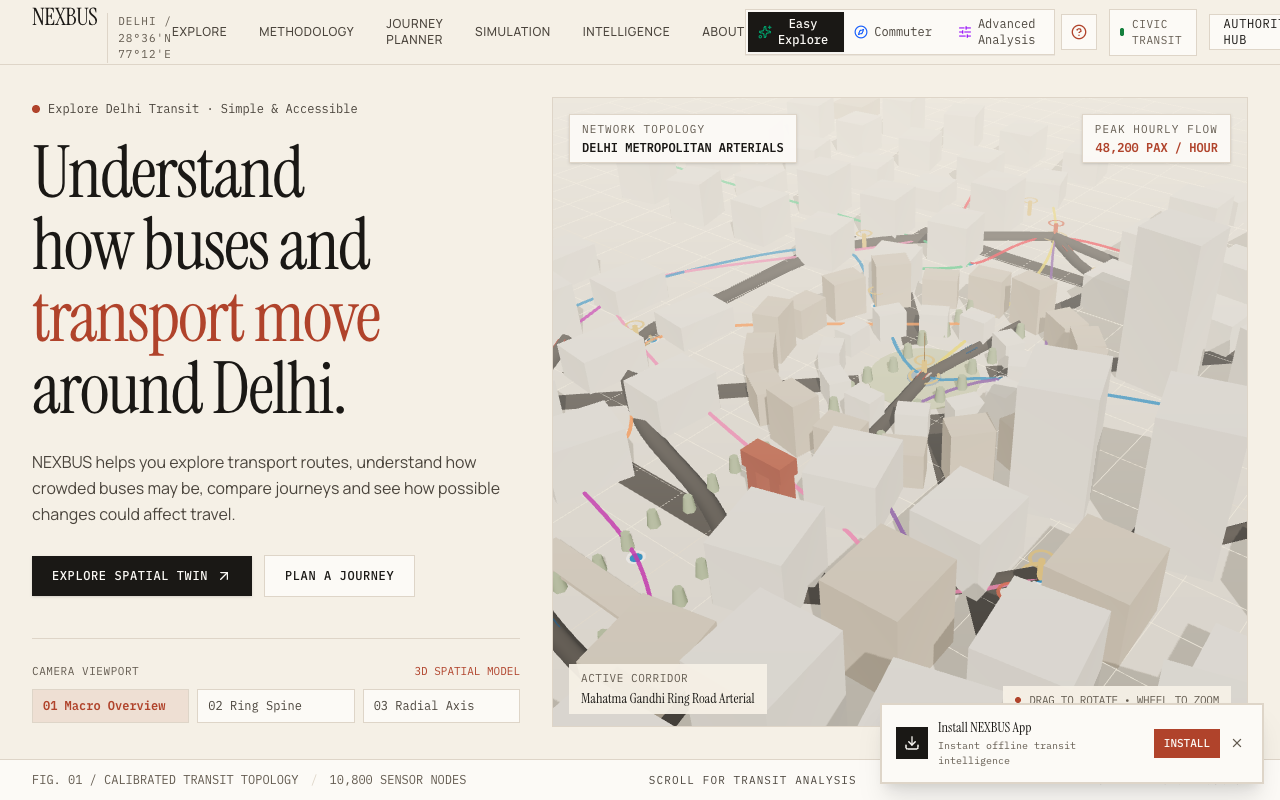 NEXBUS
DELHI /
28°36'N
77°12'E
EXPLORE
METHODOLOGY
JOURNEY
PLANNER
SIMULATION
INTELLIGENCE
ABOUT
Easy
Explore
Commuter
Advanced
Analysis
CIVIC
TRANSIT
HUB
Explore Delhi Transit · Simple & Accessible
Understand
how buses and
transport move
around Delhi.
NEXBUS helps you explore transport routes, understand how
crowded buses may be, compare journeys and see how possible
changes could affect travel.
EXPLORE SPATIAL TWIN
PLAN A JOURNEY
CAMERA VIEWPORT
3D SPATIAL MODEL
01 Macro Overview
02 Ring Spine
03 Radial Axis
NETWORK TOPOLOGY
DELHI METROPOLITAN ARTERIALS
PEAK HOURLY FLOW
48,200 PAX / HOUR
ACTIVE CORRIDOR
Mahatma Gandhi Ring Road Arterial
DRAG TO ROTATE • WHEEL TO ZOOM
Install NEXBUS App
Instant offline transit
intelligence
INSTALL
FIG. 01 / CALIBRATED TRANSIT TOPOLOGY / 10,800 SENSOR NODES
SCROLL FOR TRANSIT ANALYSIS